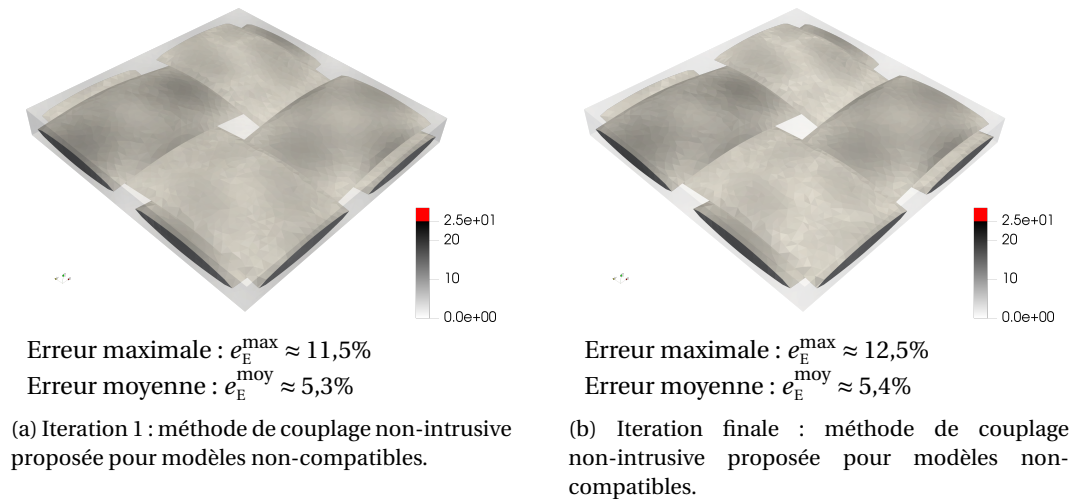 2.5e+01
20
10
0.0e+00
Erreur maximale : e_E^max ≈ 11,5%
Erreur moyenne : e_E^moy ≈ 5,3%
(a) Iteration 1 : méthode de couplage non-intrusive
proposée pour modèles non-compatibles.
2.5e+01
20
10
0.0e+00
Erreur maximale : e_E^max ≈ 12,5%
Erreur moyenne : e_E^moy ≈ 5,4%
(b) Iteration finale : méthode de couplage
non-intrusive proposée pour modèles non-
compatibles.